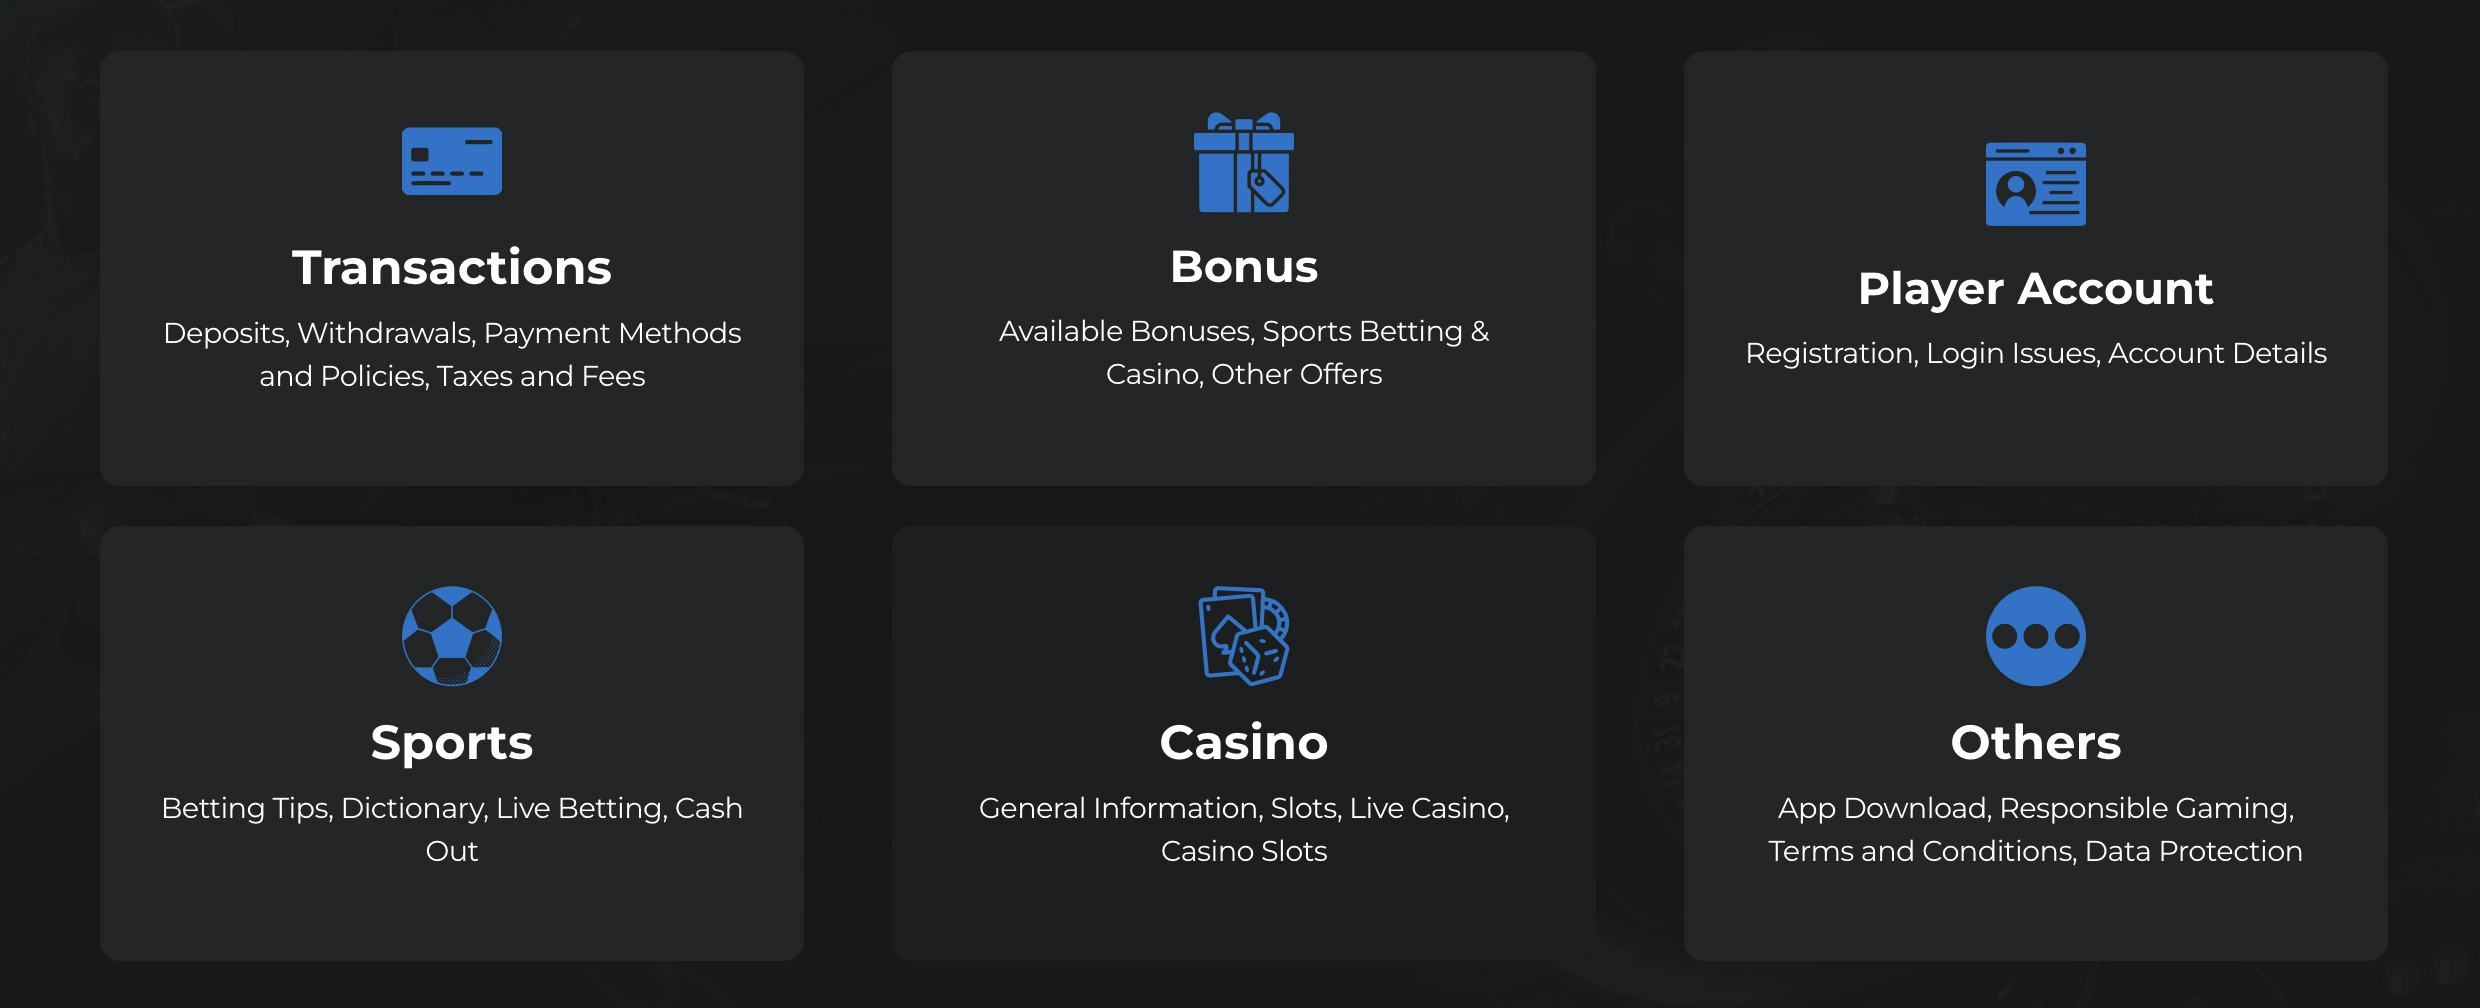 Transactions
Deposits, Withdrawals, Payment Methods
and Policies, Taxes and Fees
Bonus
Available Bonuses, Sports Betting &
Casino, Other Offers
Player Account
Registration, Login Issues, Account Details
Sports
Betting Tips, Dictionary, Live Betting, Cash
Out
Casino
General Information, Slots, Live Casino,
Casino Slots
Others
App Download, Responsible Gaming,
Terms and Conditions, Data Protection